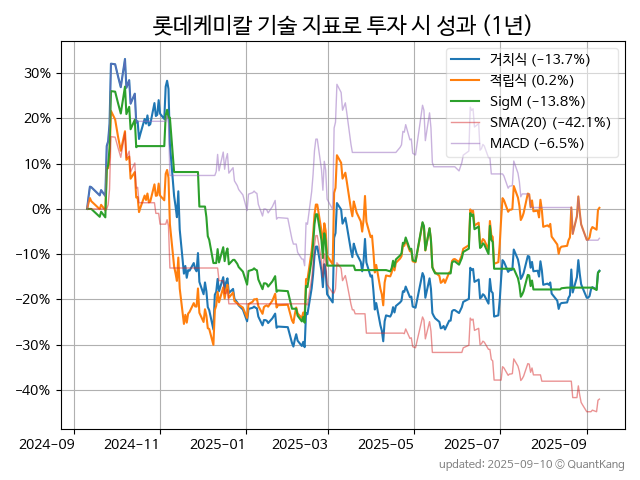 롯데케미칼 기술 지표로 투자 시 성과 (1년)
거치식 (−13.7%)
적립식 (0.2%)
SigM (−13.8%)
SMA(20) (−42.1%)
MACD (−6.5%)
30%
20%
10%
0%
−10%
−20%
−30%
−40%
2024-09
2024-11
2025-01
2025-03
2025-05
2025-07
2025-09
updated: 2025-09-10 © QuantKang